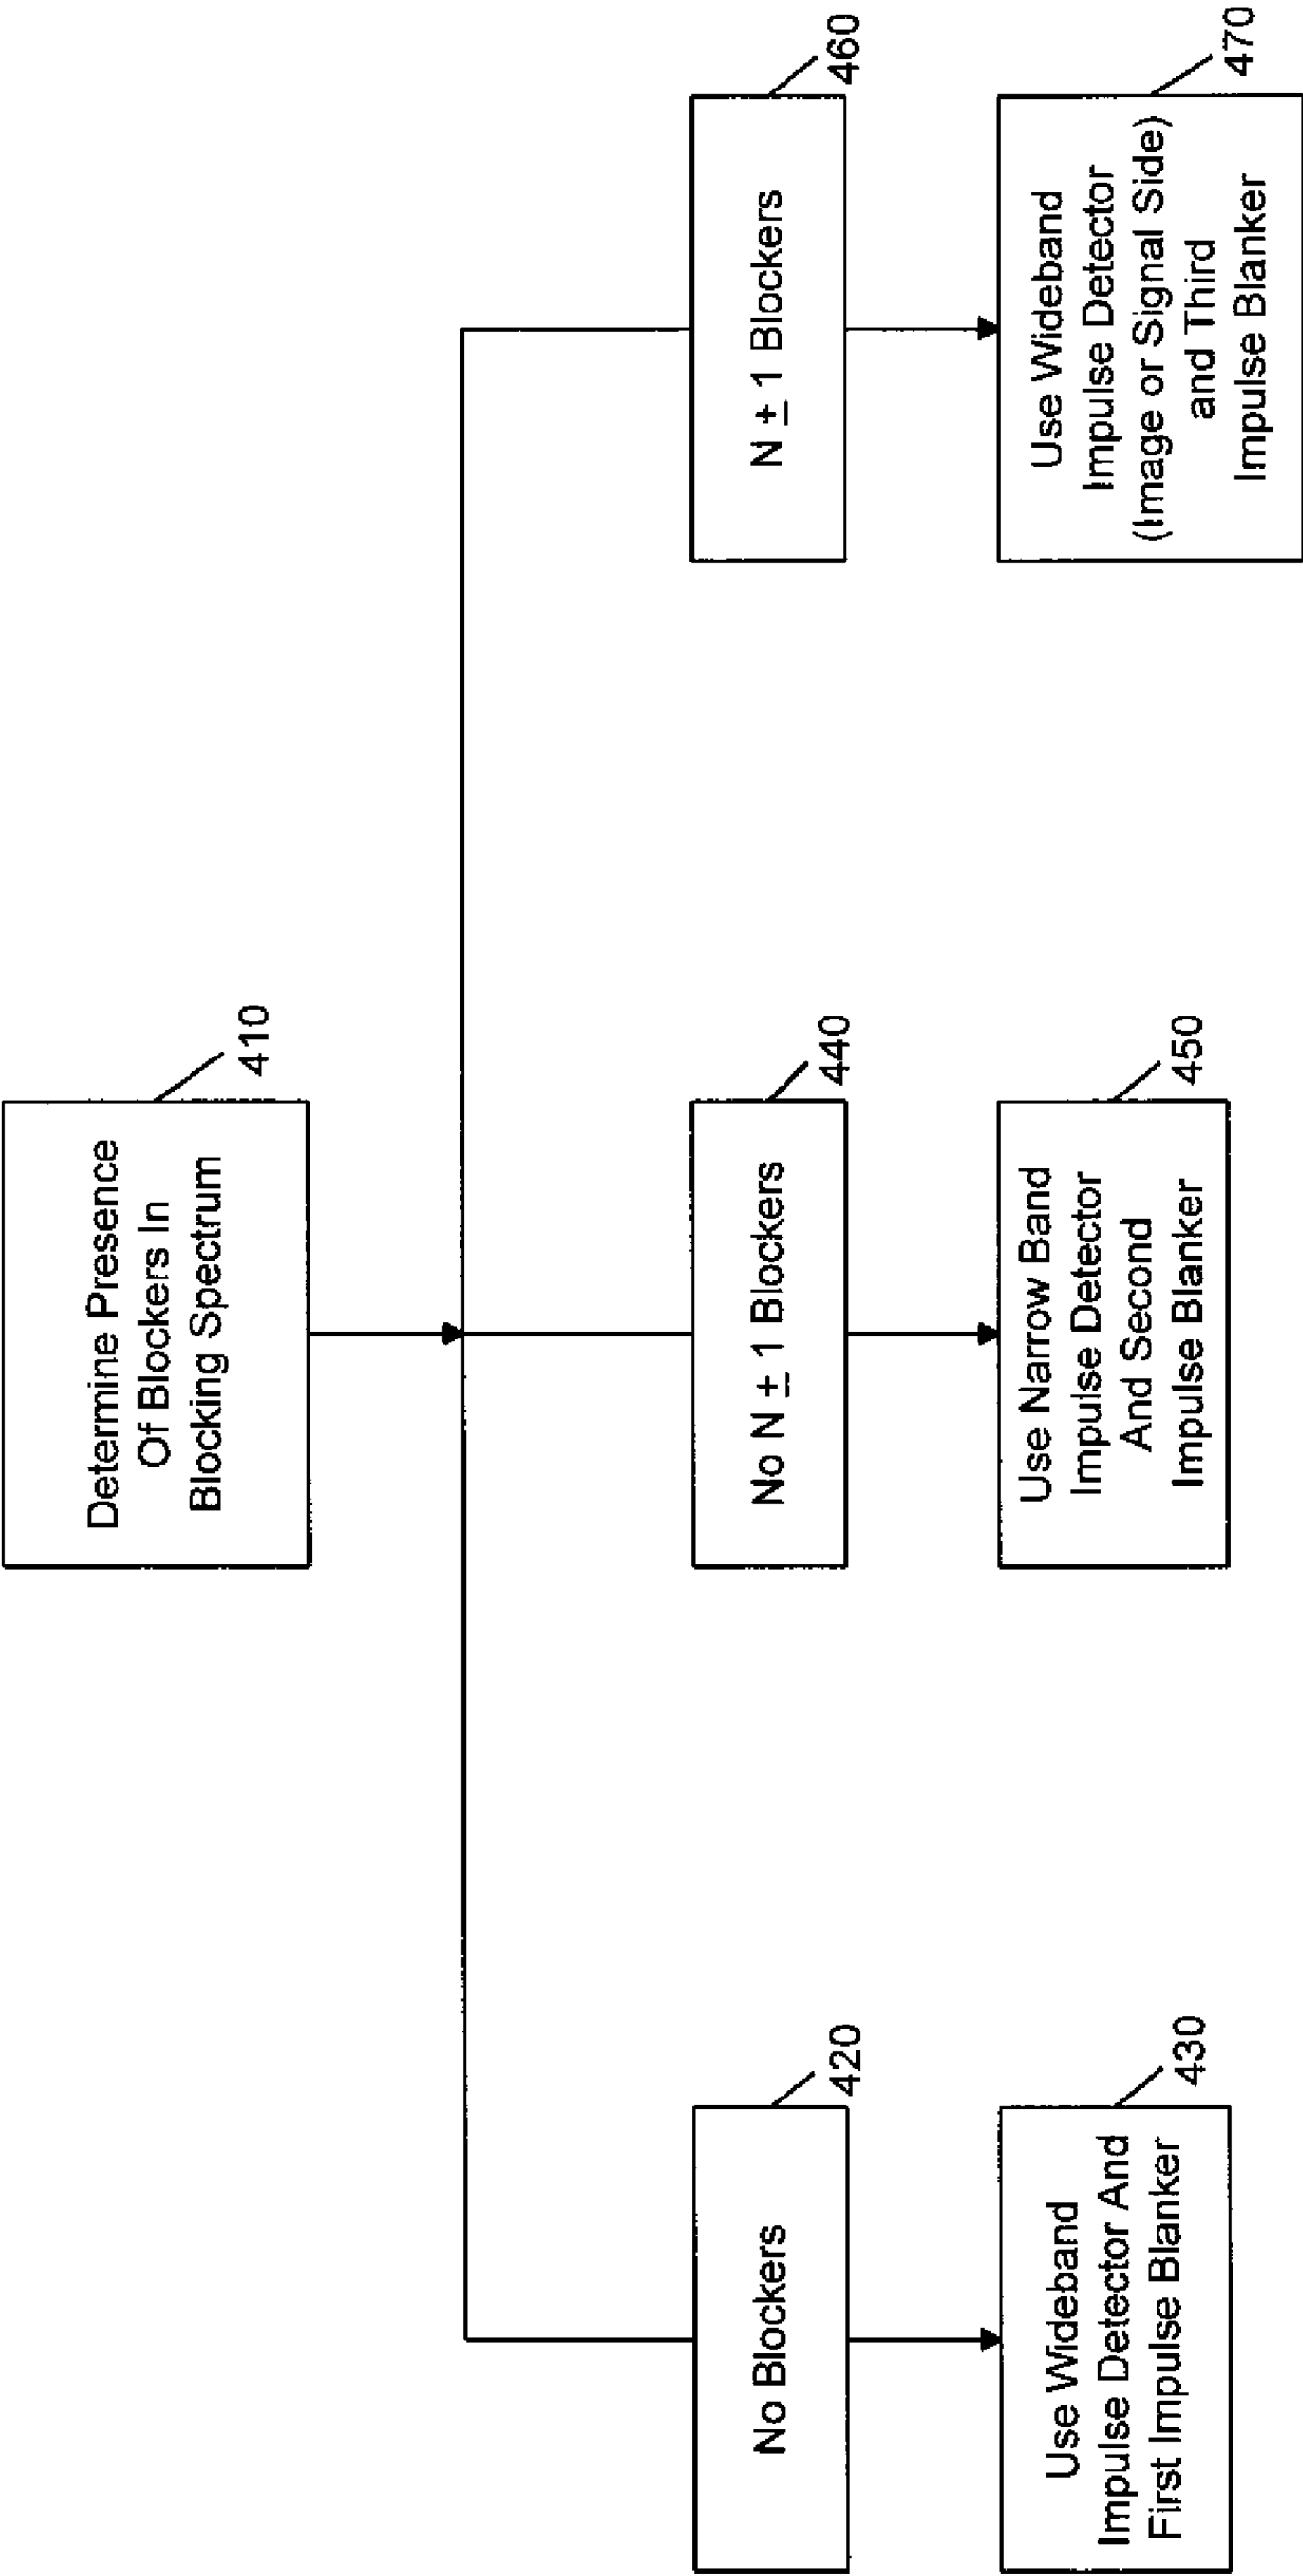 Determine Presence
Of Blockers In
Blocking Spectrum
410
No Blockers
420
Use Wideband
Impulse Detector And
First Impulse Blanker
430
No N ± 1 Blockers
440
Use Narrow Band
Impulse Detector
And Second
Impulse Blanker
450
N ± 1 Blockers
460
Use Wideband
Impulse Detector
(Image or Signal Side)
and Third
Impulse Blanker
470